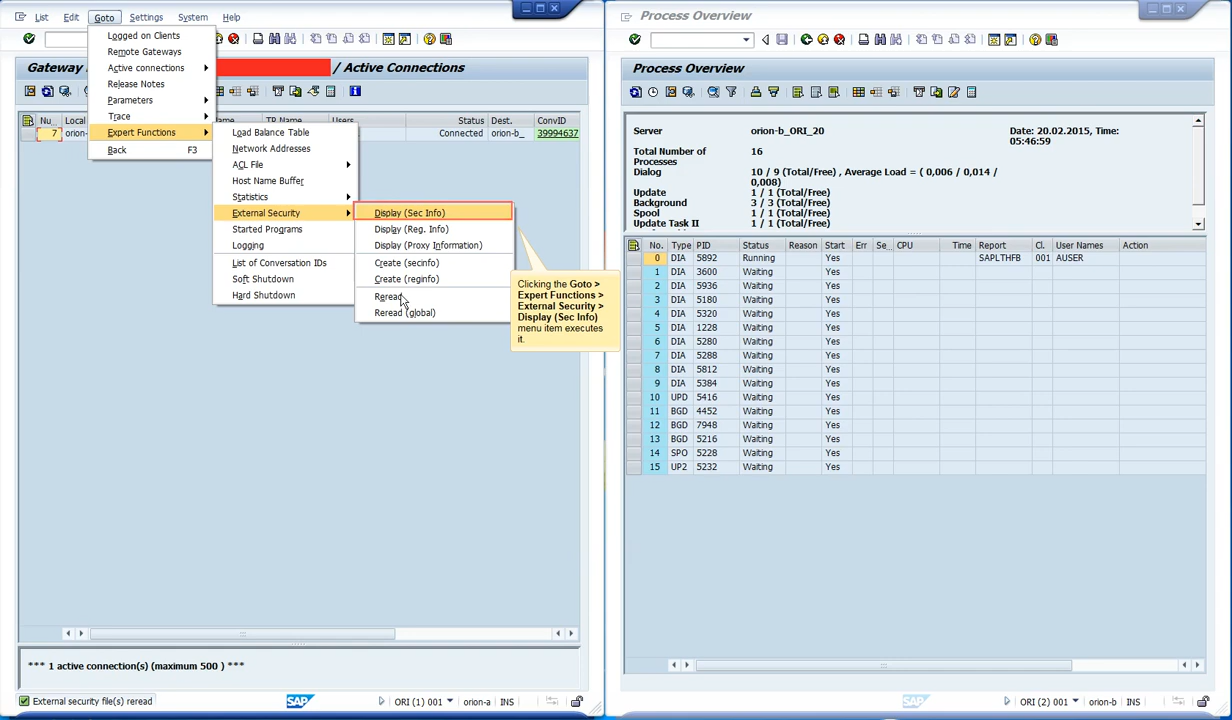 List Edit Goto Settings System Help
Gateway / Active Connections
Logged on Clients
Remote Gateways
Active connections
Release Notes
Parameters
Trace
Expert Functions
Back F3
Load Balance Table
Network Addresses
ACL File
Host Name Buffer
Statistics
External Security
Started Programs
Logging
List of Conversation IDs
Soft Shutdown
Hard Shutdown
Display (Sec Info)
Display (Reg. Info)
Display (Proxy Information)
Create (secinfo)
Create (reginfo)
Reread
Reread (global)
Clicking the Goto >
Expert Functions >
External Security >
Display (Sec Info)
menu item executes
it.
Nu... Local Name TP Name Users Status Dest. ConvID
7 orion- Connected orion-b_ 39994637
*** 1 active connection(s) (maximum 500 ) ***
External security file(s) reread SAP ORI (1) 001 orion-a INS
Process Overview
Process Overview
Server orion-b_ORI_20 Date: 20.02.2015, Time:
05:46:59
Total Number of 16
Processes
Dialog 10 / 9 (Total/Free) , Average Load = ( 0,006 / 0,014 /
0,008)
Update 1 / 1 (Total/Free)
Background 3 / 3 (Total/Free)
Spool 1 / 1 (Total/Free)
Update Task II 1 / 1 (Total/Free)
No. Type PID Status Reason Start Err Se... CPU Time Report Cl. User Names Action
0 DIA 5892 Running Yes SAPLTHFB 001 AUSER
1 DIA 3600 Waiting Yes
2 DIA 5936 Waiting Yes
3 DIA 5180 Waiting Yes
4 DIA 5320 Waiting Yes
5 DIA 1228 Waiting Yes
6 DIA 5280 Waiting Yes
7 DIA 5288 Waiting Yes
8 DIA 5812 Waiting Yes
9 DIA 5384 Waiting Yes
10 UPD 5416 Waiting Yes
11 BGD 4452 Waiting Yes
12 BGD 7948 Waiting Yes
13 BGD 5216 Waiting Yes
14 SPO 5228 Waiting Yes
15 UP2 5232 Waiting Yes
SAP ORI (2) 001 orion-b INS